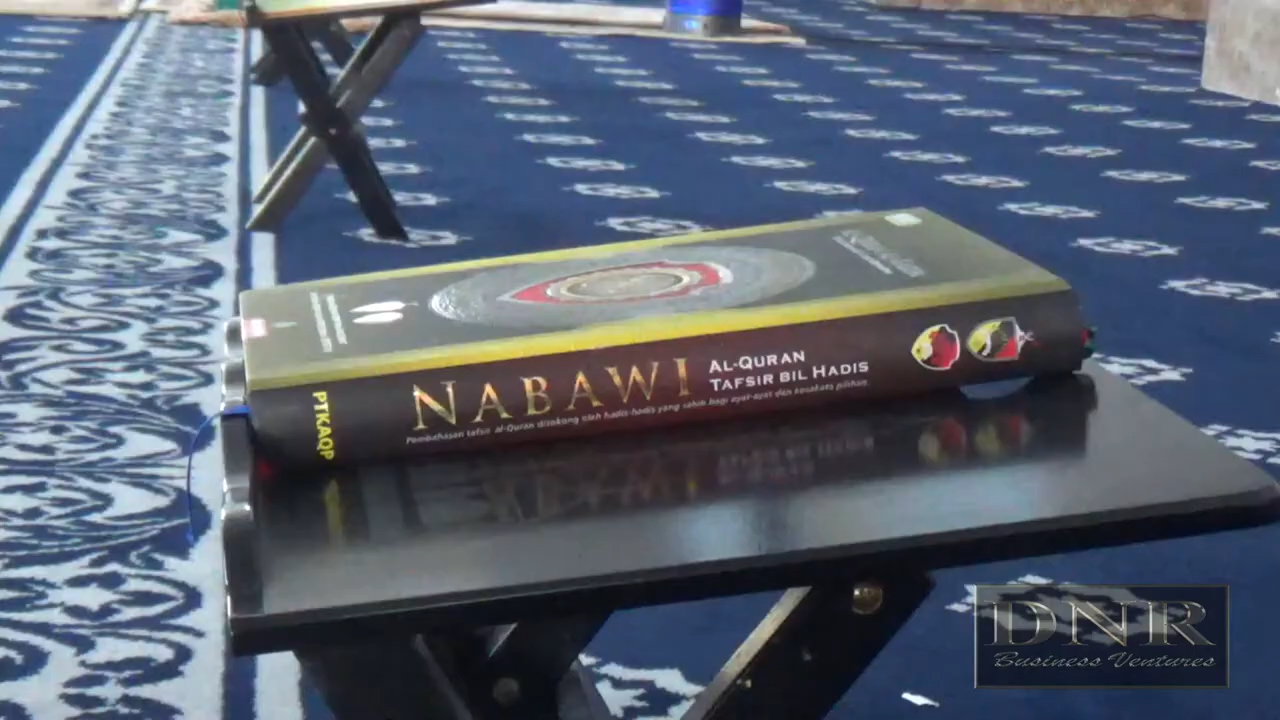 PTKAQP
NABAWI
AL-QURAN
TAFSIR BIL HADIS
Pembahasan tafsir al-Quran disokong oleh hadis-hadis yang sahih bagi ayat-ayat dan kosakata pilihan
DNR
Business Ventures